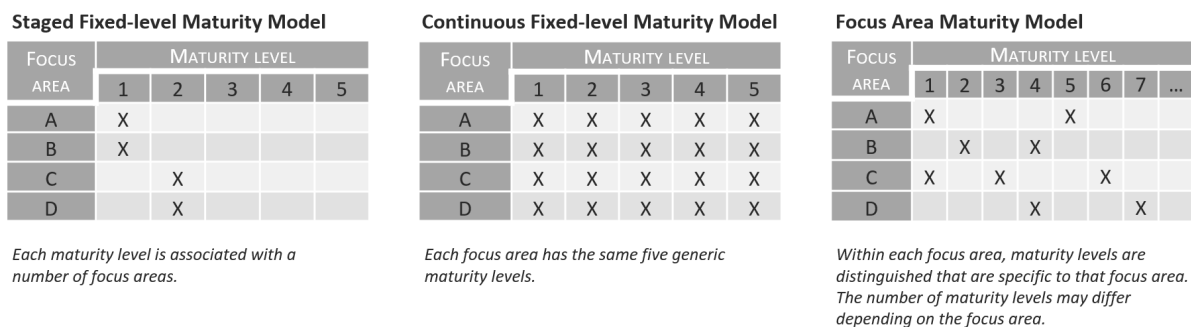 Staged Fixed-level Maturity Model
FOCUS AREA MATURITY LEVEL
1 2 3 4 5
A X
B X
C X
D X
Each maturity level is associated with a
number of focus areas.
Continuous Fixed-level Maturity Model
FOCUS AREA MATURITY LEVEL
1 2 3 4 5
A X X X X X
B X X X X X
C X X X X X
D X X X X X
Each focus area has the same five generic
maturity levels.
Focus Area Maturity Model
FOCUS AREA MATURITY LEVEL
1 2 3 4 5 6 7 ...
A X X
B X X
C X X X
D X X
Within each focus area, maturity levels are
distinguished that are specific to that focus area.
The number of maturity levels may differ
depending on the focus area.